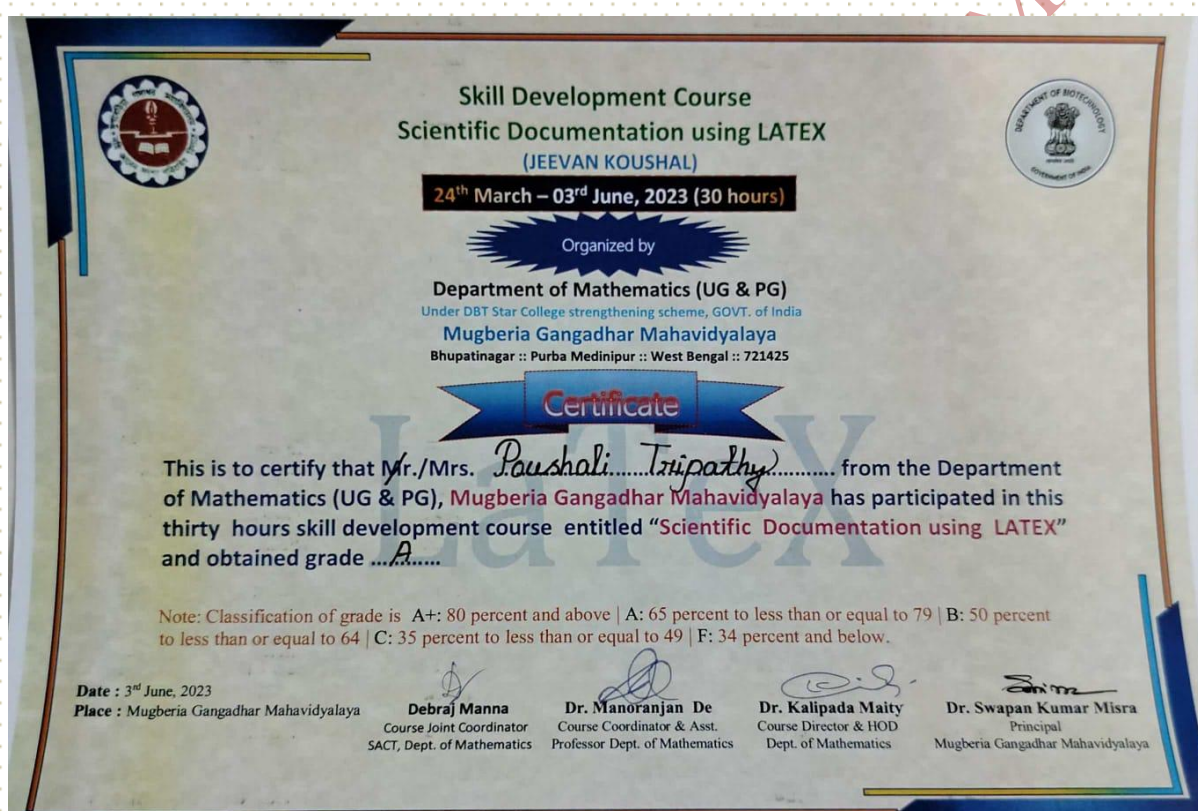 Skill Development Course
Scientific Documentation using LATEX
(JEEVAN KOUSHAL)
24th March – 03rd June, 2023 (30 hours)
Organized by
Department of Mathematics (UG & PG)
Under DBT Star College strengthening scheme, GOVT. of India
Mugberia Gangadhar Mahavidyalaya
Bhupatinagar :: Purba Medinipur :: West Bengal :: 721425
DEPARTMENT OF BIOTECHNOLOGY
GOVERNMENT OF INDIA
Certificate
LaTeX
This is to certify that Mr./Mrs. Paushali......Tripathy............ from the Department
of Mathematics (UG & PG), Mugberia Gangadhar Mahavidyalaya has participated in this
thirty hours skill development course entitled “Scientific Documentation using LATEX”
and obtained grade ...A......
Note: Classification of grade is A+: 80 percent and above | A: 65 percent to less than or equal to 79 | B: 50 percent
to less than or equal to 64 | C: 35 percent to less than or equal to 49 | F: 34 percent and below.
Date : 3rd June, 2023
Place : Mugberia Gangadhar Mahavidyalaya
Debraj Manna
Course Joint Coordinator
SACT, Dept. of Mathematics
Dr. Manoranjan De
Course Coordinator & Asst.
Professor Dept. of Mathematics
Dr. Kalipada Maity
Course Director & HOD
Dept. of Mathematics
Dr. Swapan Kumar Misra
Principal
Mugberia Gangadhar Mahavidyalaya